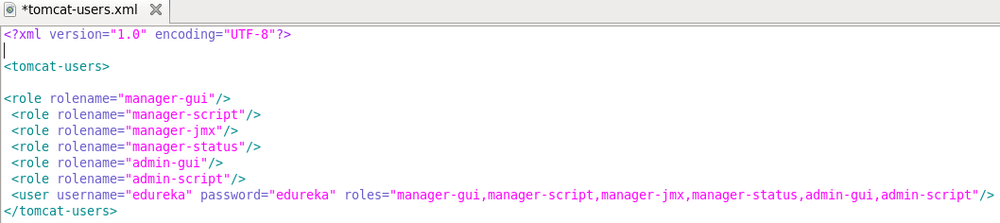 *tomcat-users.xml
<?xml version="1.0" encoding="UTF-8"?>
<tomcat-users>
<role rolename="manager-gui"/>
<role rolename="manager-script"/>
<role rolename="manager-jmx"/>
<role rolename="manager-status"/>
<role rolename="admin-gui"/>
<role rolename="admin-script"/>
<user username="edureka" password="edureka" roles="manager-gui,manager-script,manager-jmx,manager-status,admin-gui,admin-script"/>
</tomcat-users>